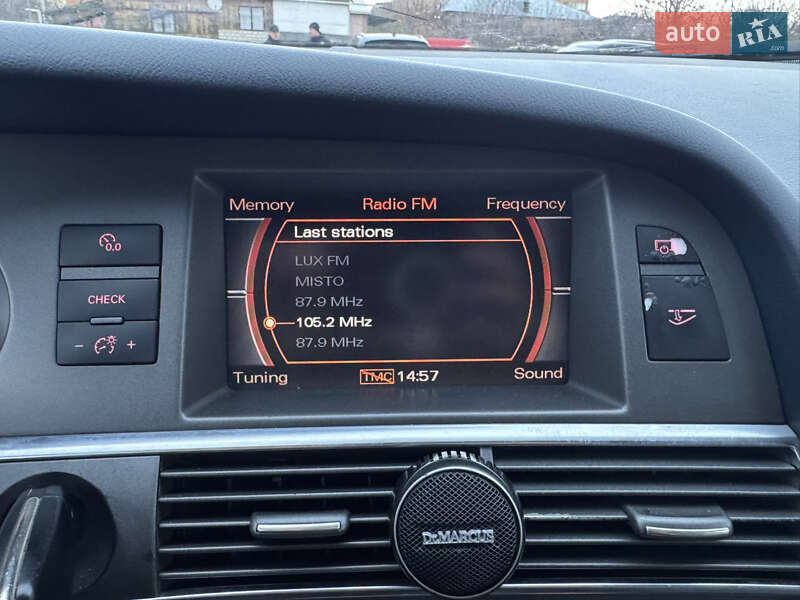 auto RIA.com
Memory Radio FM Frequency
Last stations
LUX FM
MISTO
87.9 MHz
105.2 MHz
87.9 MHz
Tuning TMC 14:57 Sound
0.0
CHECK
- +
Dr.MARCUS